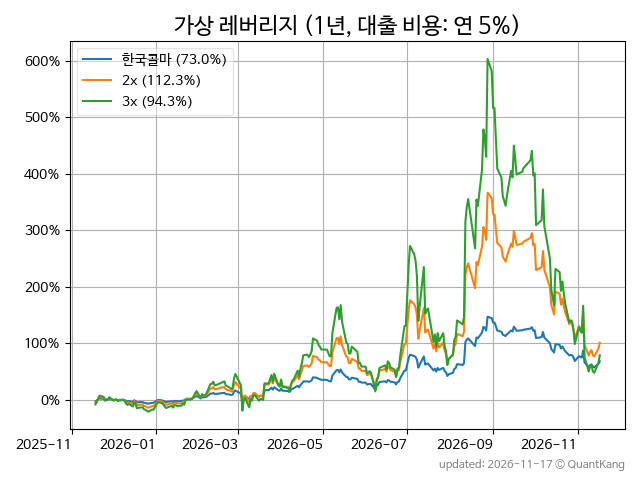 가상 레버리지 (1년, 대출 비용: 연 5%)
한국콜마 (73.0%)
2x (112.3%)
3x (94.3%)
600%
500%
400%
300%
200%
100%
0%
2025-11
2026-01
2026-03
2026-05
2026-07
2026-09
2026-11
updated: 2026-11-17 © QuantKang